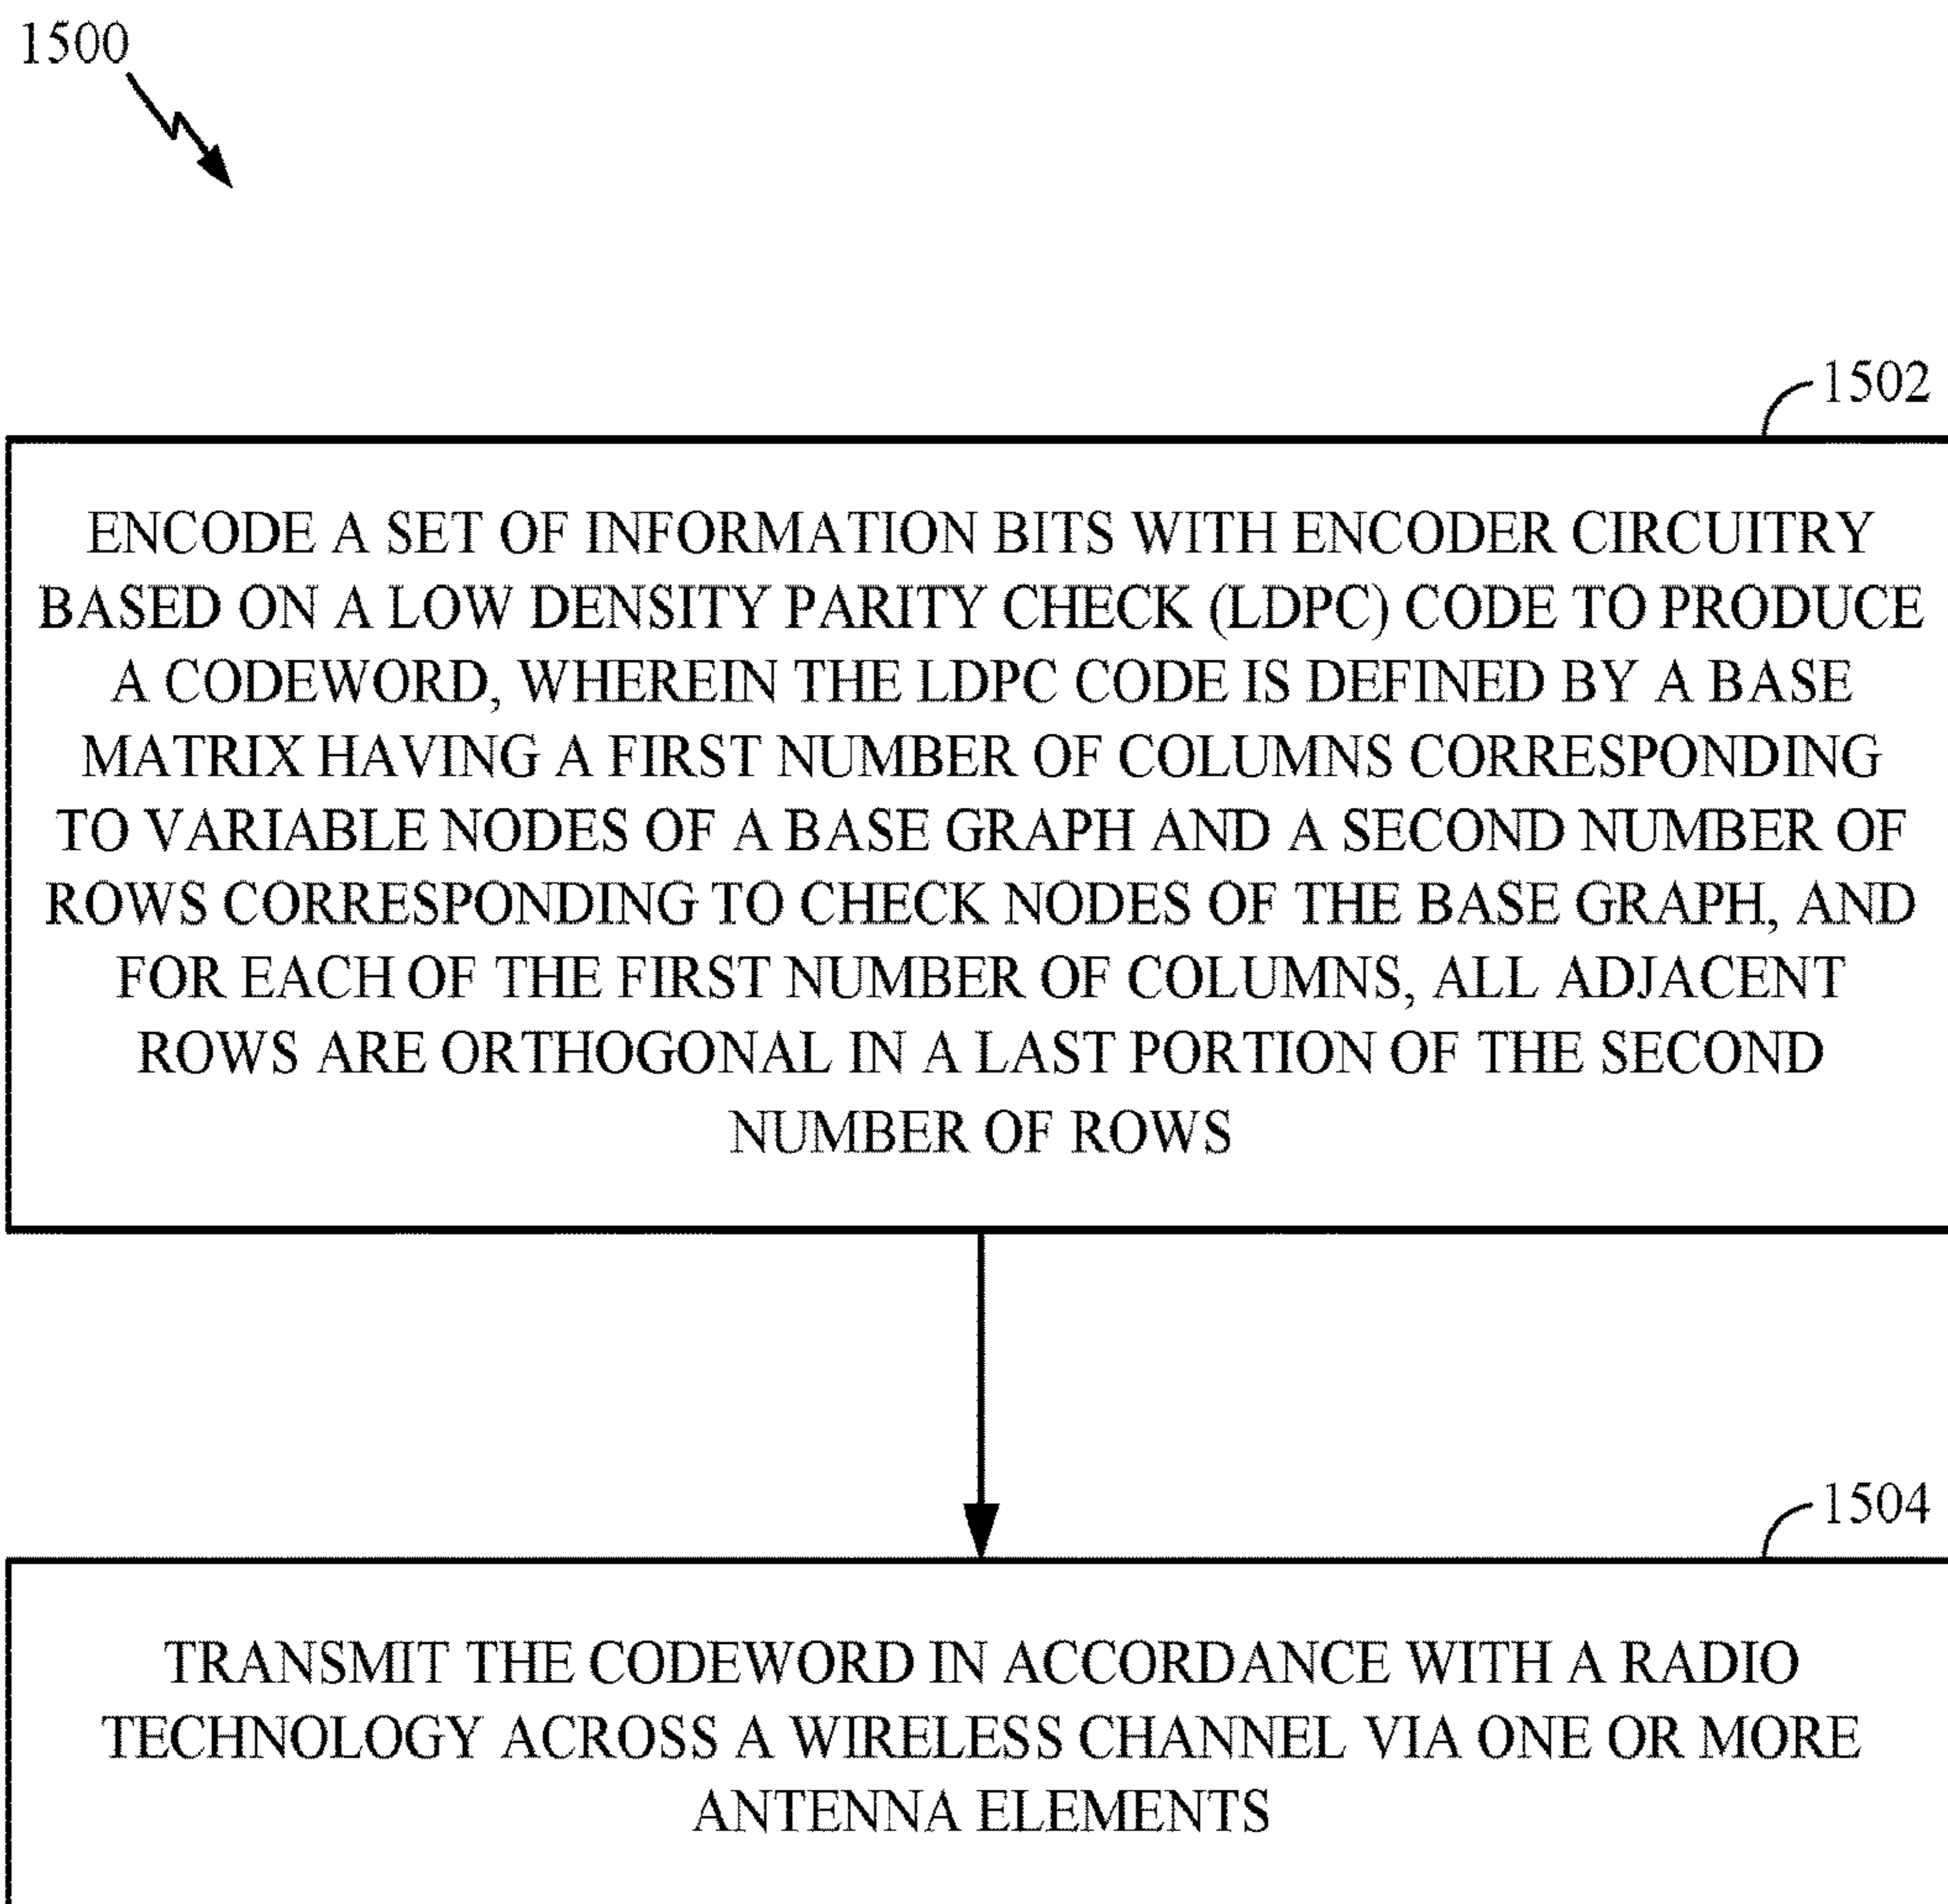 1500
1502
ENCODE A SET OF INFORMATION BITS WITH ENCODER CIRCUITRY
BASED ON A LOW DENSITY PARITY CHECK (LDPC) CODE TO PRODUCE
A CODEWORD, WHEREIN THE LDPC CODE IS DEFINED BY A BASE
MATRIX HAVING A FIRST NUMBER OF COLUMNS CORRESPONDING
TO VARIABLE NODES OF A BASE GRAPH AND A SECOND NUMBER OF
ROWS CORRESPONDING TO CHECK NODES OF THE BASE GRAPH, AND
FOR EACH OF THE FIRST NUMBER OF COLUMNS, ALL ADJACENT
ROWS ARE ORTHOGONAL IN A LAST PORTION OF THE SECOND
NUMBER OF ROWS
1504
TRANSMIT THE CODEWORD IN ACCORDANCE WITH A RADIO
TECHNOLOGY ACROSS A WIRELESS CHANNEL VIA ONE OR MORE
ANTENNA ELEMENTS